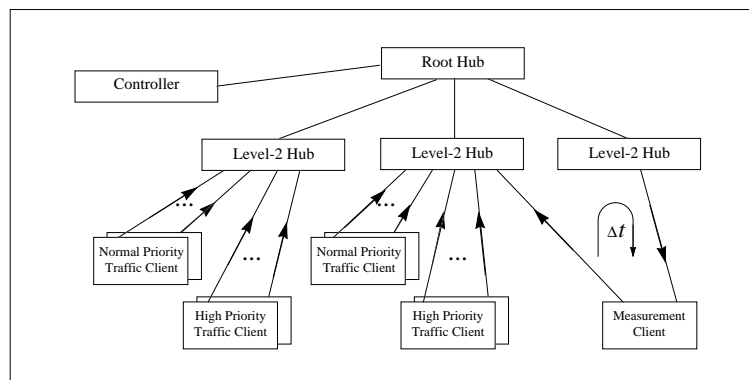 Root Hub
Controller
Level-2 Hub
Level-2 Hub
Level-2 Hub
...
...
Δt
Normal Priority
Traffic Client
...
Normal Priority
Traffic Client
...
High Priority
Traffic Client
High Priority
Traffic Client
Measurement
Client